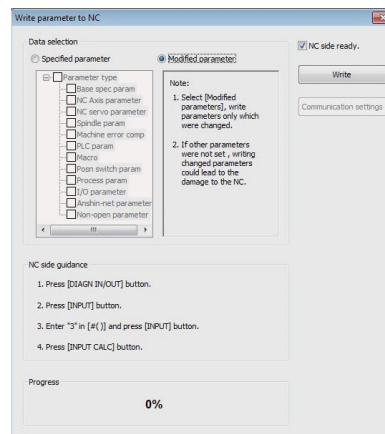 Write parameter to NC
Data selection
Specified parameter
Modified parameter
NC side ready.
Parameter type
Base spec param
NC Axis parameter
NC servo parameter
Spindle param
Machine error comp
PLC param
Macro
Posn switch param
Process param
I/O parameter
Anshin-net parameter
Non-open parameter
Note:
1. Select [Modified
parameters], write
parameters only which
were changed.
2. If other parameters
were not set , writing
changed parameters
could lead to the
damage to the NC.
Write
Communication settings
NC side guidance
1. Press [DIAGN IN/OUT] button.
2. Press [INPUT] button.
3. Enter "3" in [#( )] and press [INPUT] button.
4. Press [INPUT CALC] button.
Progress
0%